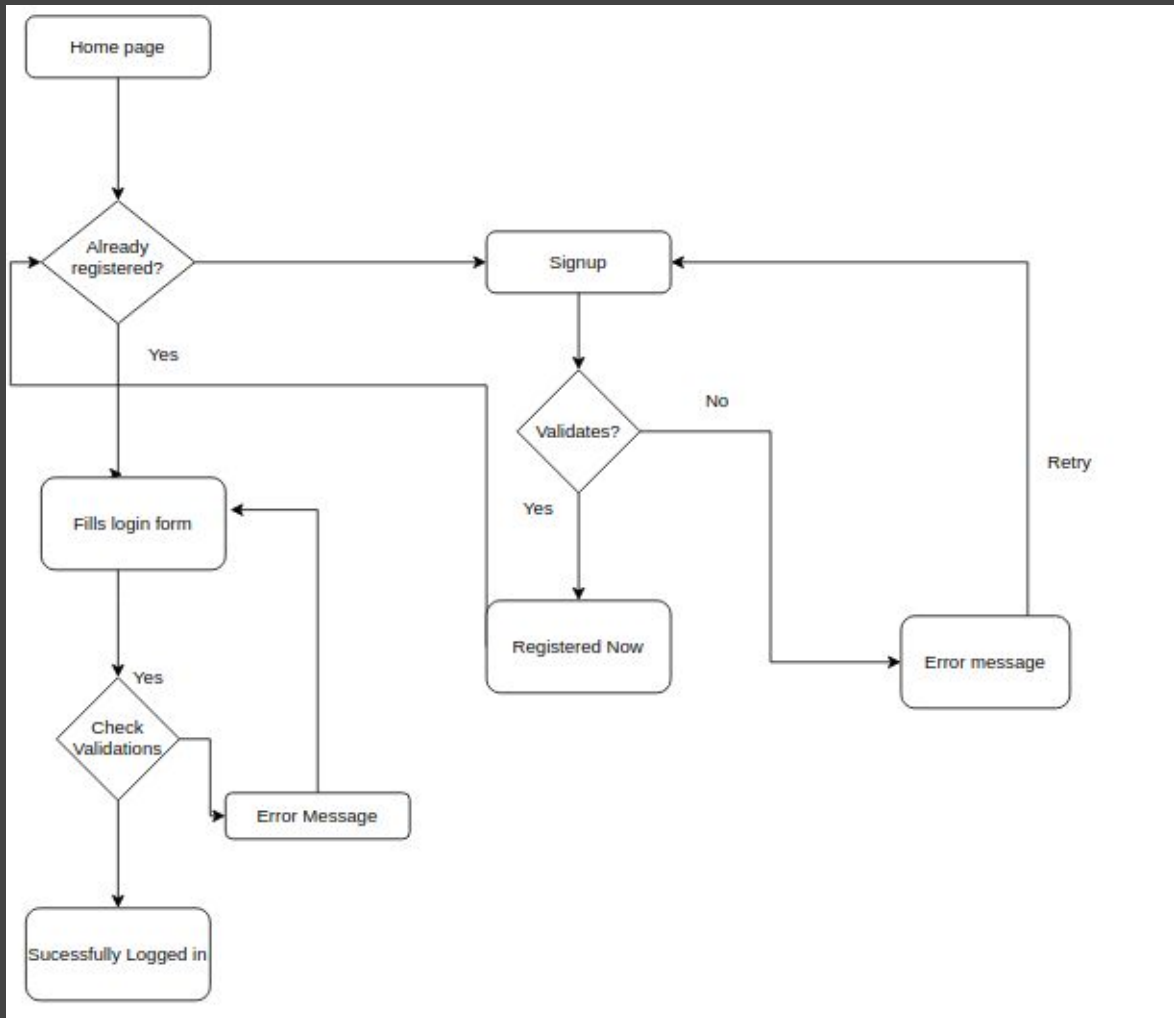 Home page
Already
registered?
Signup
Yes
No
Validates?
Retry
Yes
Fills login form
Registered Now
Error message
Yes
Check
Validations
Error Message
Sucessfully Logged in